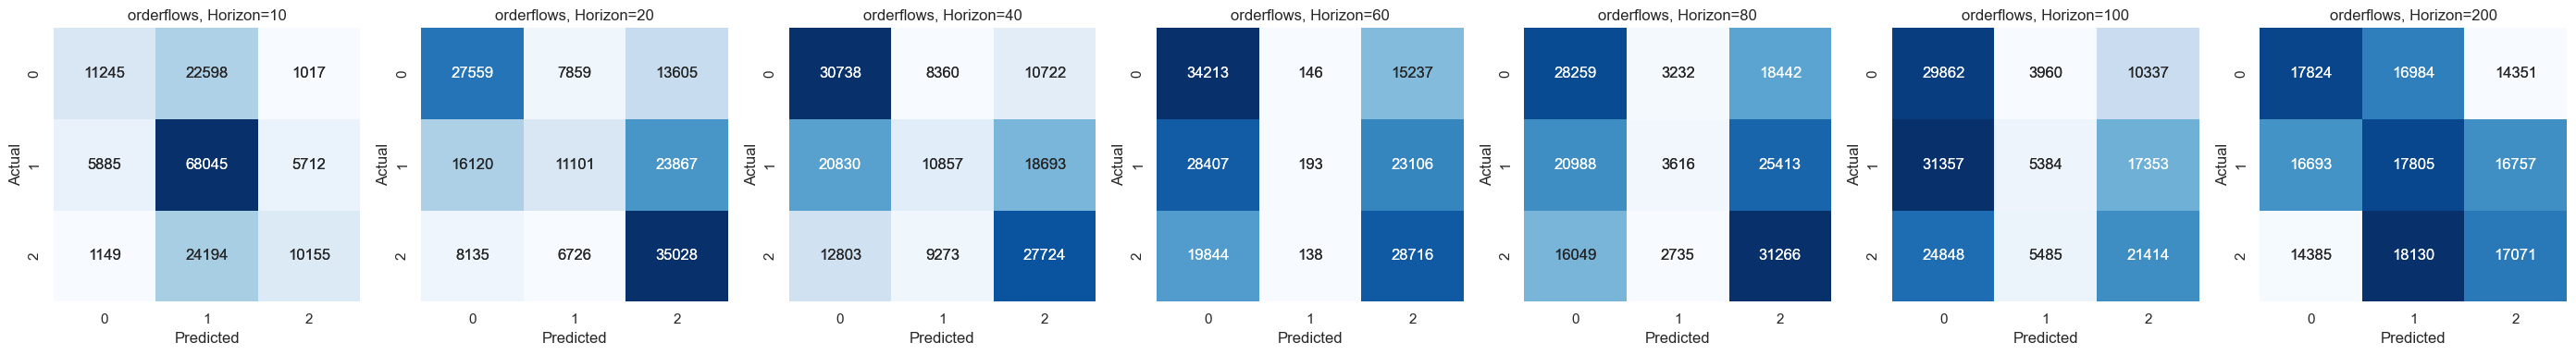 orderflows, Horizon=10
0 11245 22598 1017
Actual
1 5885 68045 5712
2 1149 24194 10155
0 1 2
Predicted
orderflows, Horizon=20
0 27559 7859 13605
Actual
1 16120 11101 23867
2 8135 6726 35028
0 1 2
Predicted
orderflows, Horizon=40
0 30738 8360 10722
Actual
1 20830 10857 18693
2 12803 9273 27724
0 1 2
Predicted
orderflows, Horizon=60
0 34213 146 15237
Actual
1 28407 193 23106
2 19844 138 28716
0 1 2
Predicted
orderflows, Horizon=80
0 28259 3232 18442
Actual
1 20988 3616 25413
2 16049 2735 31266
0 1 2
Predicted
orderflows, Horizon=100
0 29862 3960 10337
Actual
1 31357 5384 17353
2 24848 5485 21414
0 1 2
Predicted
orderflows, Horizon=200
0 17824 16984 14351
Actual
1 16693 17805 16757
2 14385 18130 17071
0 1 2
Predicted